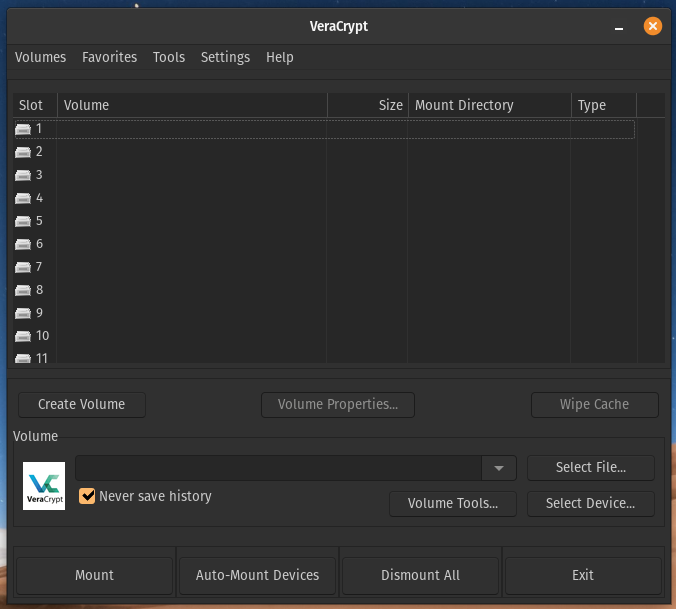 VeraCrypt
Volumes Favorites Tools Settings Help
Slot Volume Size Mount Directory Type
1
2
3
4
5
6
7
8
9
10
11
Create Volume Volume Properties... Wipe Cache
Volume
VeraCrypt
Select File...
Never save history
Volume Tools... Select Device...
Mount Auto-Mount Devices Dismount All Exit